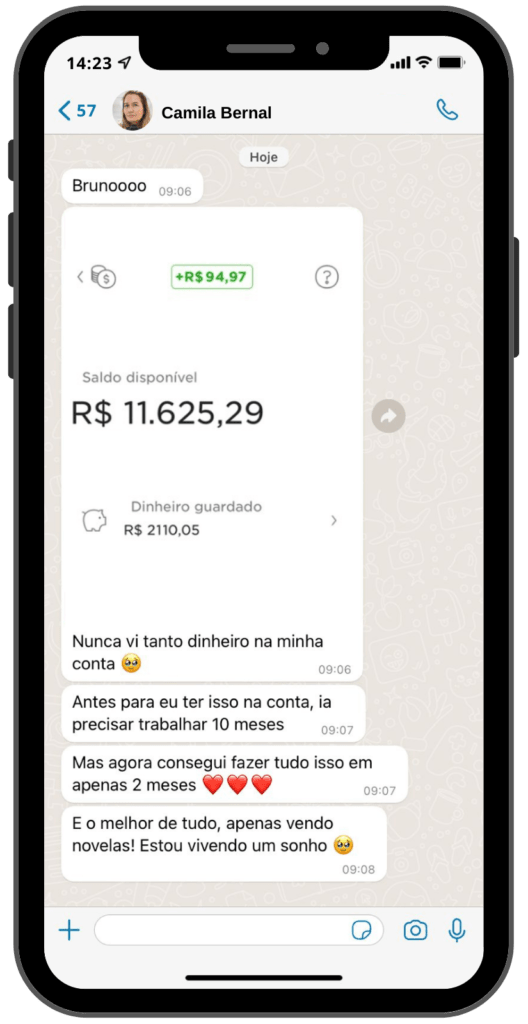 14:23
57
Camila Bernal
Hoje
Brunoooo 09:06
+R$94,97
?
Saldo disponível
R$ 11.625,29
Dinheiro guardado
R$ 2110,05
Nunca vi tanto dinheiro na minha
conta 🥹
09:06
Antes para eu ter isso na conta, ia
precisar trabalhar 10 meses
09:07
Mas agora consegui fazer tudo isso em
apenas 2 meses ❤️❤️❤️
09:07
E o melhor de tudo, apenas vendo
novelas! Estou vivendo um sonho 🥹
09:08